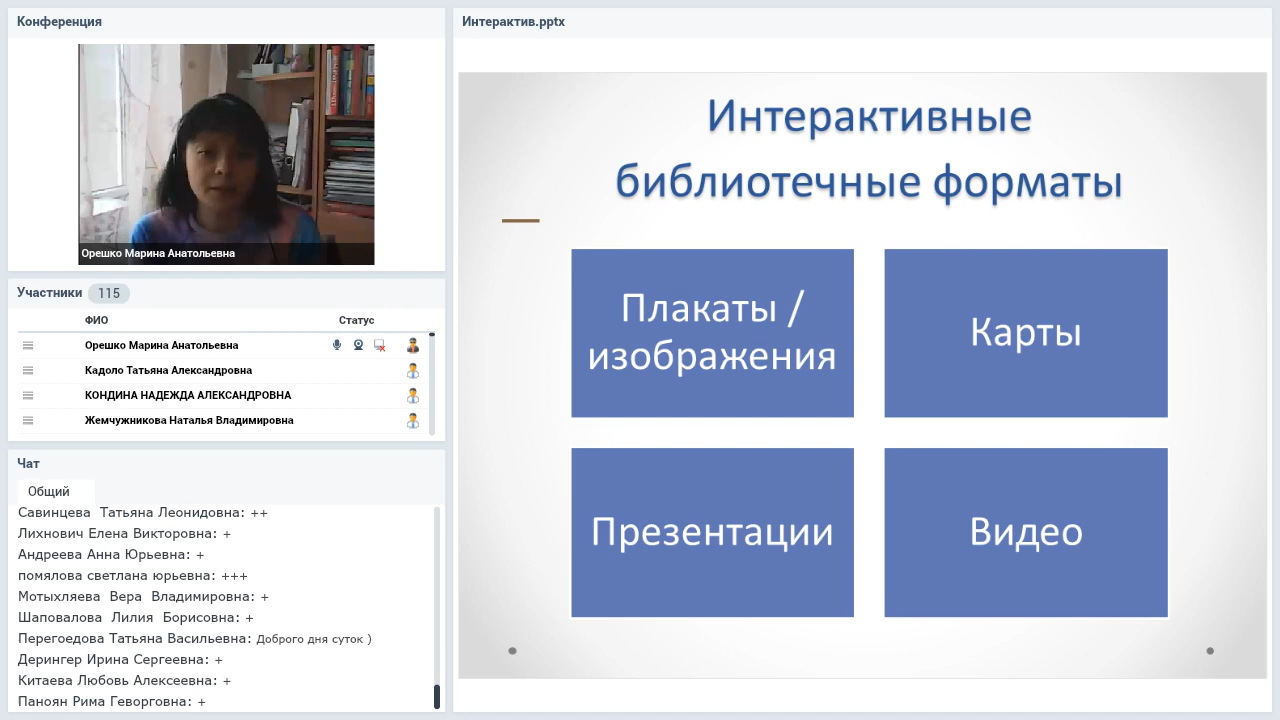 Конференция
Орешко Марина Анатольевна
Участники 115
ФИО Статус
Орешко Марина Анатольевна
Кадоло Татьяна Александровна
КОНДИНА НАДЕЖДА АЛЕКСАНДРОВНА
Жемчужникова Наталья Владимировна
Чат
Общий
Савинцева Татьяна Леонидовна: ++
Лихнович Елена Викторовна: +
Андреева Анна Юрьевна: +
помялова светлана юрьевна: +++
Мотыхляева Вера Владимировна: +
Шаповалова Лилия Борисовна: +
Перегоедова Татьяна Васильевна: Доброго дня суток )
Дерингер Ирина Сергеевна: +
Китаева Любовь Алексеевна: +
Паноян Рима Геворговна: +
Интерактив.pptx
Интерактивные
библиотечные форматы
Плакаты /
изображения
Карты
Презентации
Видео